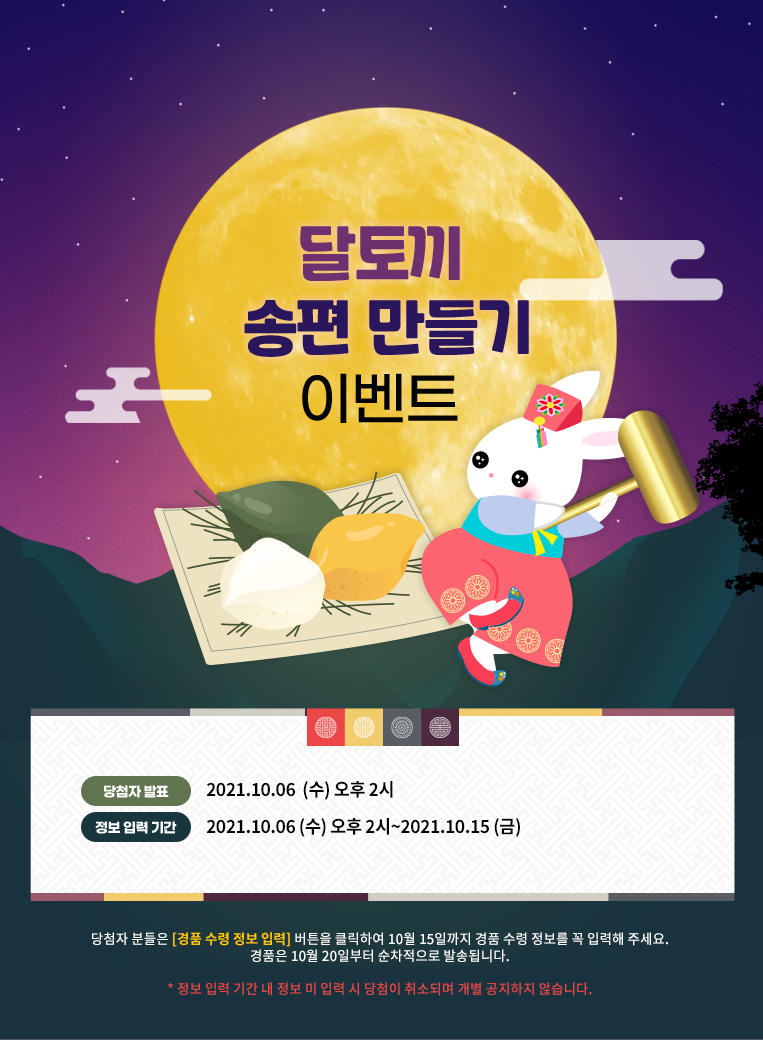 달토끼
송편 만들기
이벤트
당첨자 발표 2021.10.06 (수) 오후 2시
정보 입력 기간 2021.10.06 (수) 오후 2시~2021.10.15 (금)
당첨자 분들은 [경품 수령 정보 입력] 버튼을 클릭하여 10월 15일까지 경품 수령 정보를 꼭 입력해 주세요.
경품은 10월 20일부터 순차적으로 발송됩니다.
* 정보 입력 기간 내 정보 미 입력 시 당첨이 취소되며 개별 공지하지 않습니다.